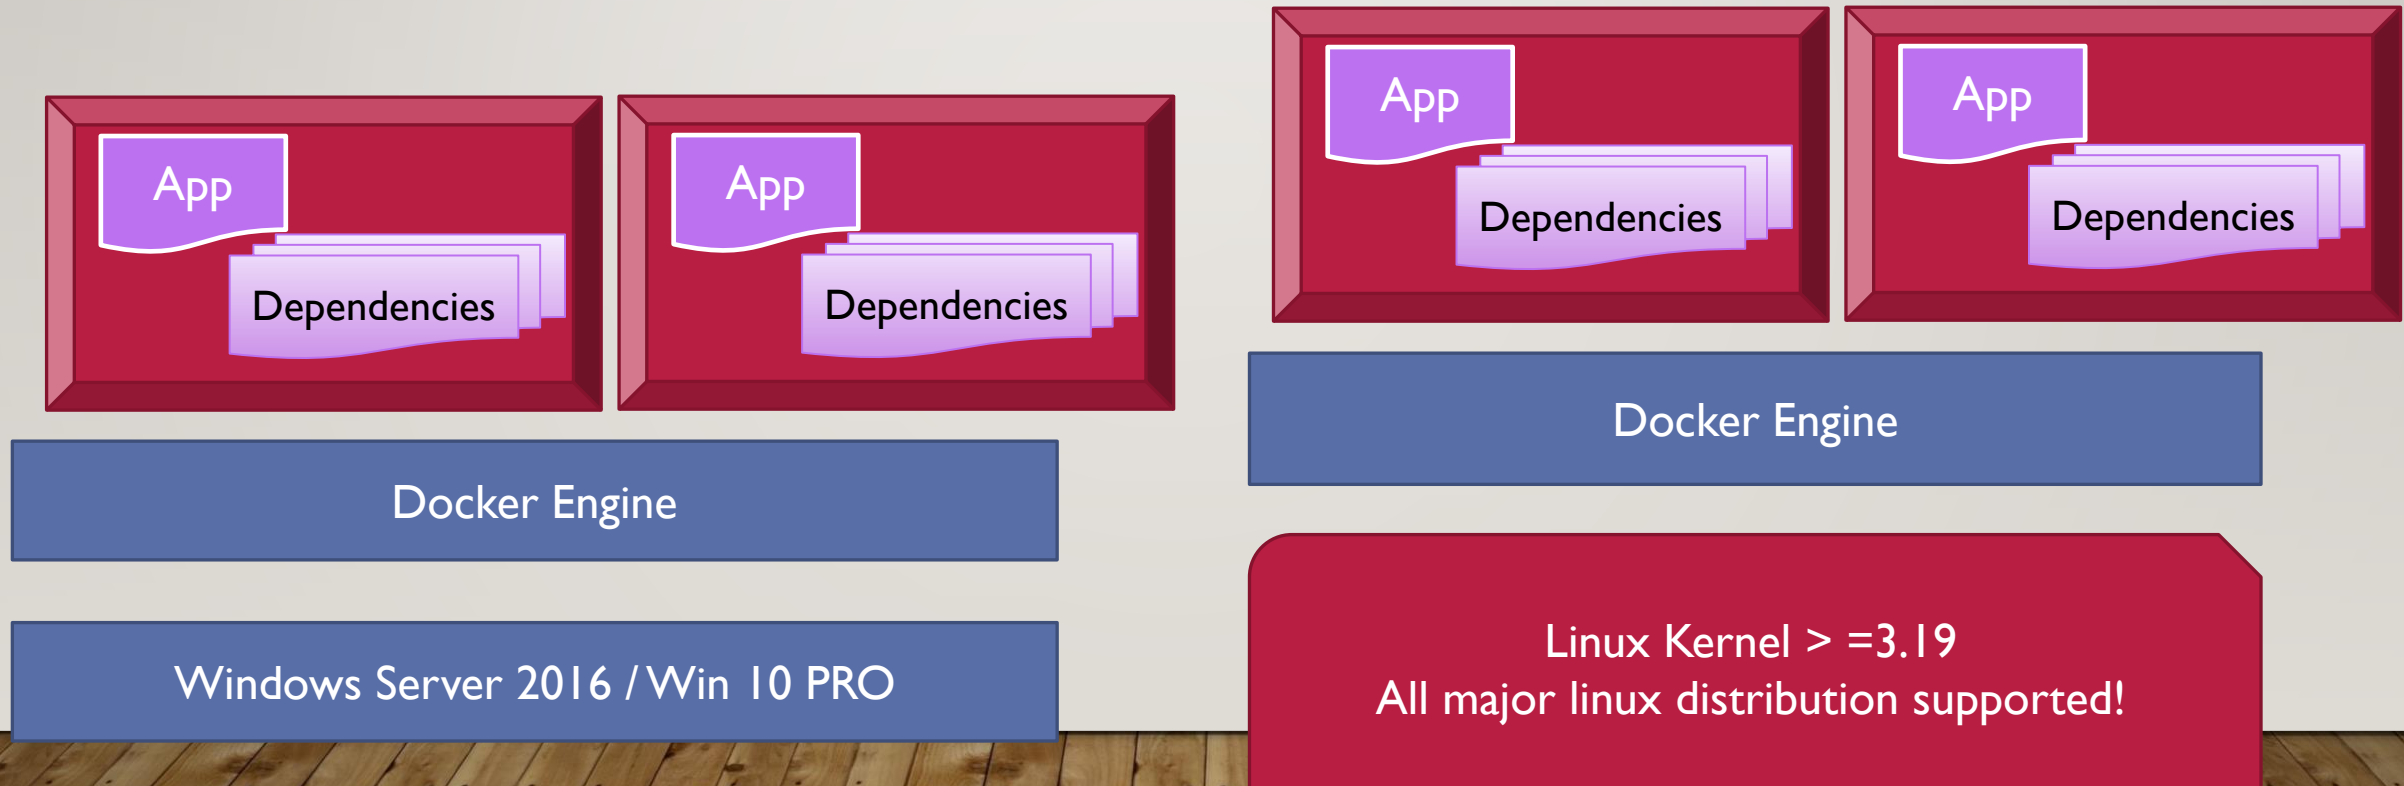 App
Dependencies
App
Dependencies
Docker Engine
Windows Server 2016 / Win 10 PRO
App
Dependencies
App
Dependencies
Docker Engine
Linux Kernel > =3.19
All major linux distribution supported!